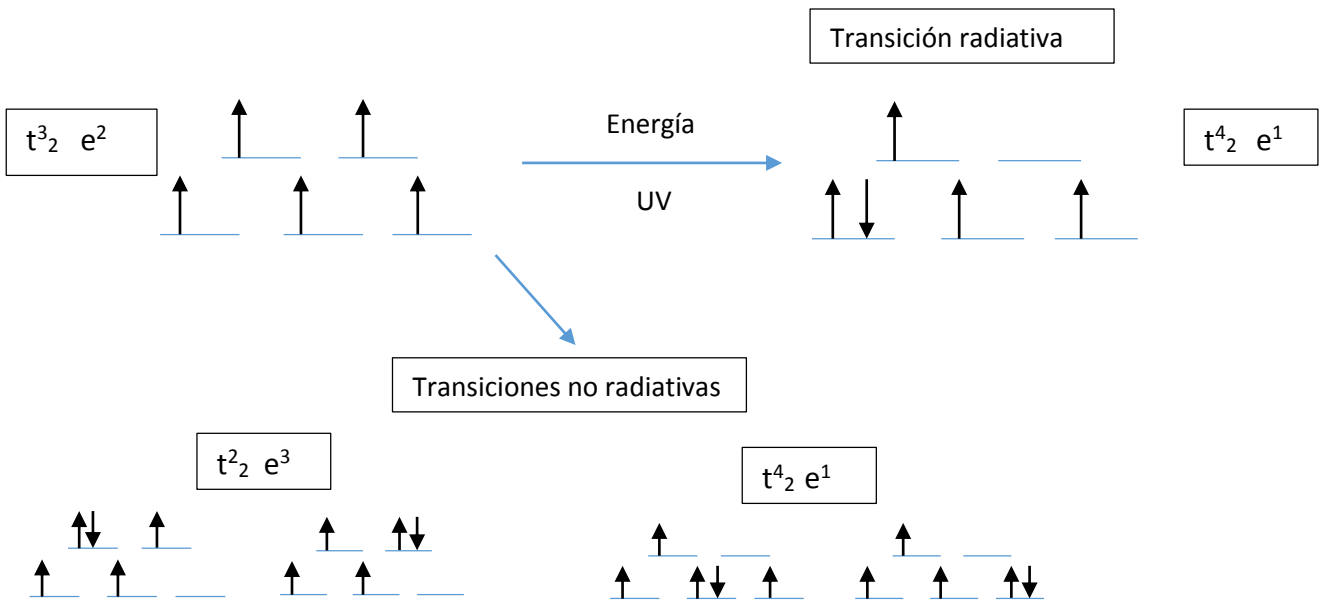 Transición radiativa
t³₂ e²
Energía
UV
t⁴₂ e¹
Transiciones no radiativas
t²₂ e³
t⁴₂ e¹